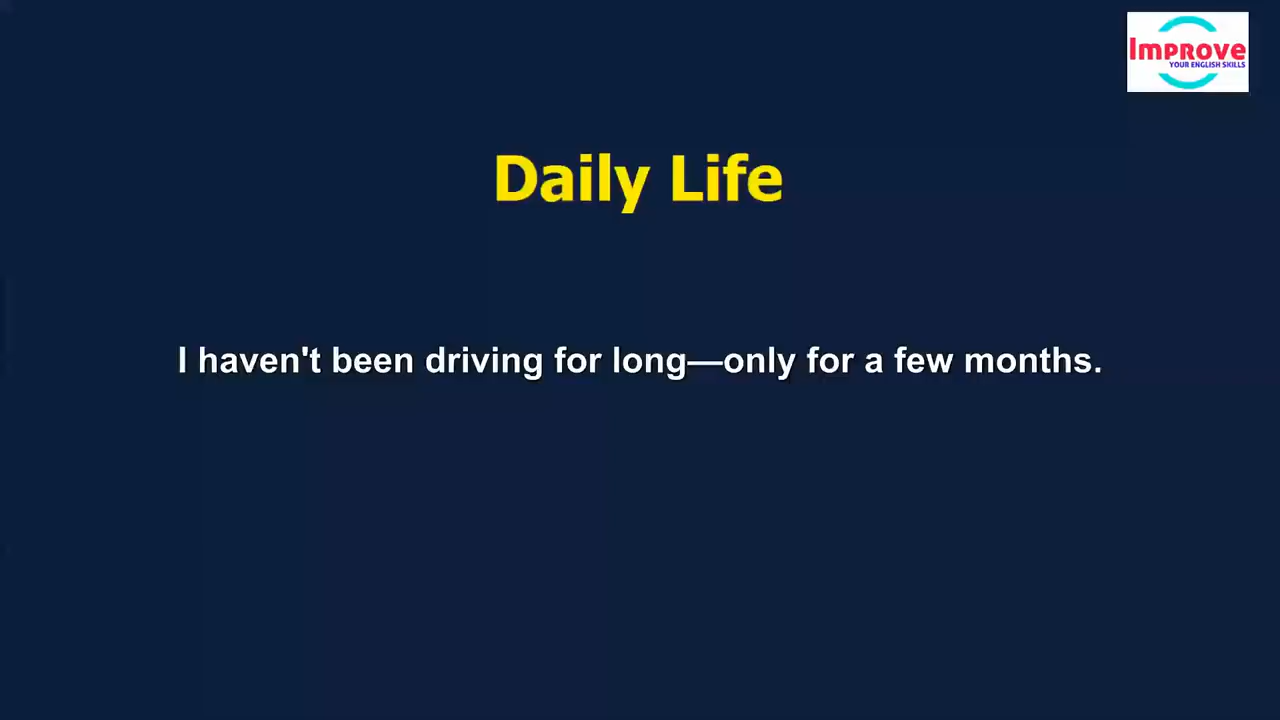 Improve
YOUR ENGLISH SKILLS
Daily Life
I haven't been driving for long—only for a few months.